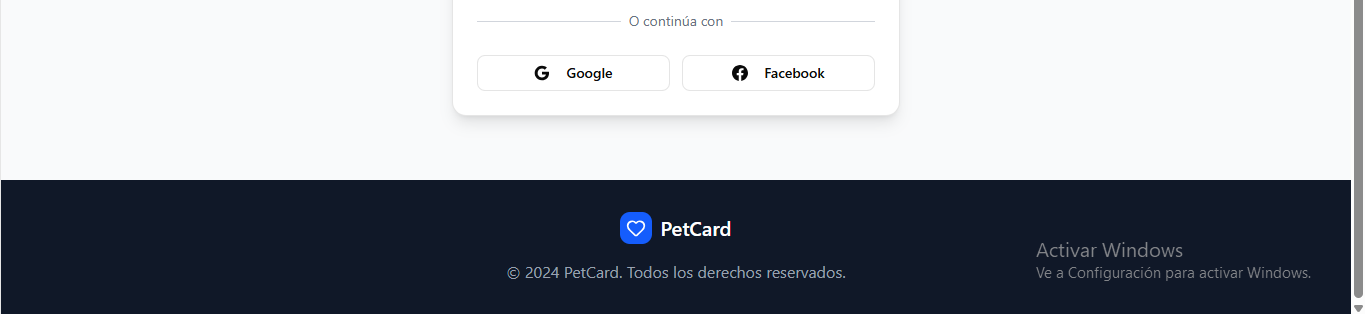 O continúa con
Google
Facebook
PetCard
© 2024 PetCard. Todos los derechos reservados.
Activar Windows
Ve a Configuración para activar Windows.